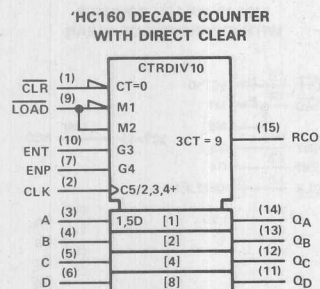 'HC160 DECADE COUNTER
WITH DIRECT CLEAR
CTRDIV10
CLR (1) CT=0
LOAD (9) M1
M2
3CT = 9 (15) RCO
ENT (10) G3
ENP (7) G4
CLK (2) C5/2,3,4+
A (3) 1,5D [1] (14) QA
B (4) [2] (13) QB
C (5) [4] (12) QC
D (6) [8] (11) QD